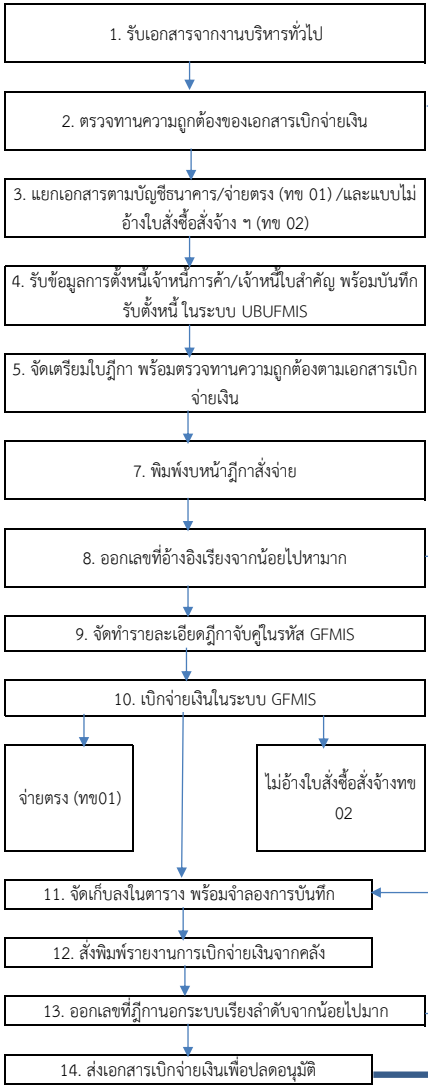 1. รับเอกสารจากงานบริหารทั่วไป
2. ตรวจทานความถูกต้องของเอกสารเบิกจ่ายเงิน
3. แยกเอกสารตามบัญชีธนาคาร/จ่ายตรง (ทข 01) /และแบบไม่
อ้างใบสั่งซื้อสั่งจ้าง ฯ (ทข 02)
4. รับข้อมูลการตั้งหนี้เจ้าหนี้การค้า/เจ้าหนี้ใบสำคัญ พร้อมบันทึก
รับตั้งหนี้ ในระบบ UBUFMIS
5. จัดเตรียมใบฎีกา พร้อมตรวจทานความถูกต้องตามเอกสารเบิก
จ่ายเงิน
7. พิมพ์งบหน้าฎีกาสั่งจ่าย
8. ออกเลขที่อ้างอิงเรียงจากน้อยไปหามาก
9. จัดทำรายละเอียดฎีกาจับคู่ในรหัส GFMIS
10. เบิกจ่ายเงินในระบบ GFMIS
จ่ายตรง (ทข01)
ไม่อ้างใบสั่งซื้อสั่งจ้างทข
02
11. จัดเก็บลงในตาราง พร้อมจำลองการบันทึก
12. สั่งพิมพ์รายงานการเบิกจ่ายเงินจากคลัง
13. ออกเลขที่ฎีกานอกระบบเรียงลำดับจากน้อยไปมาก
14. ส่งเอกสารเบิกจ่ายเงินเพื่อปลดอนุมัติ